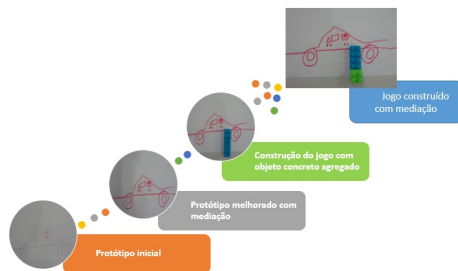 Jogo construído
com mediação
Construção do jogo com
objeto concreto agregado
Protótipo melhorado com
mediação
Protótipo inicial